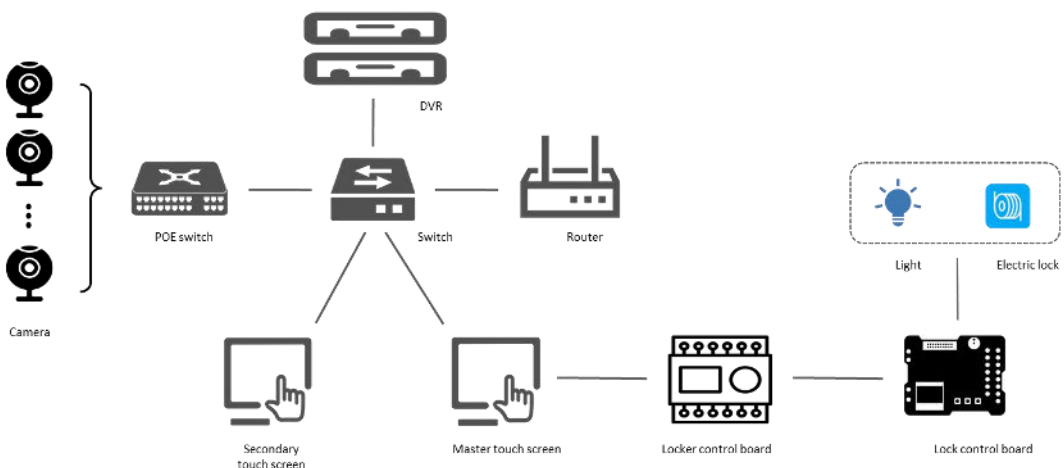 DVR
POE switch
Switch
Router
Light
Electric lock
Camera
Secondary
touch screen
Master touch screen
Locker control board
Lock control board